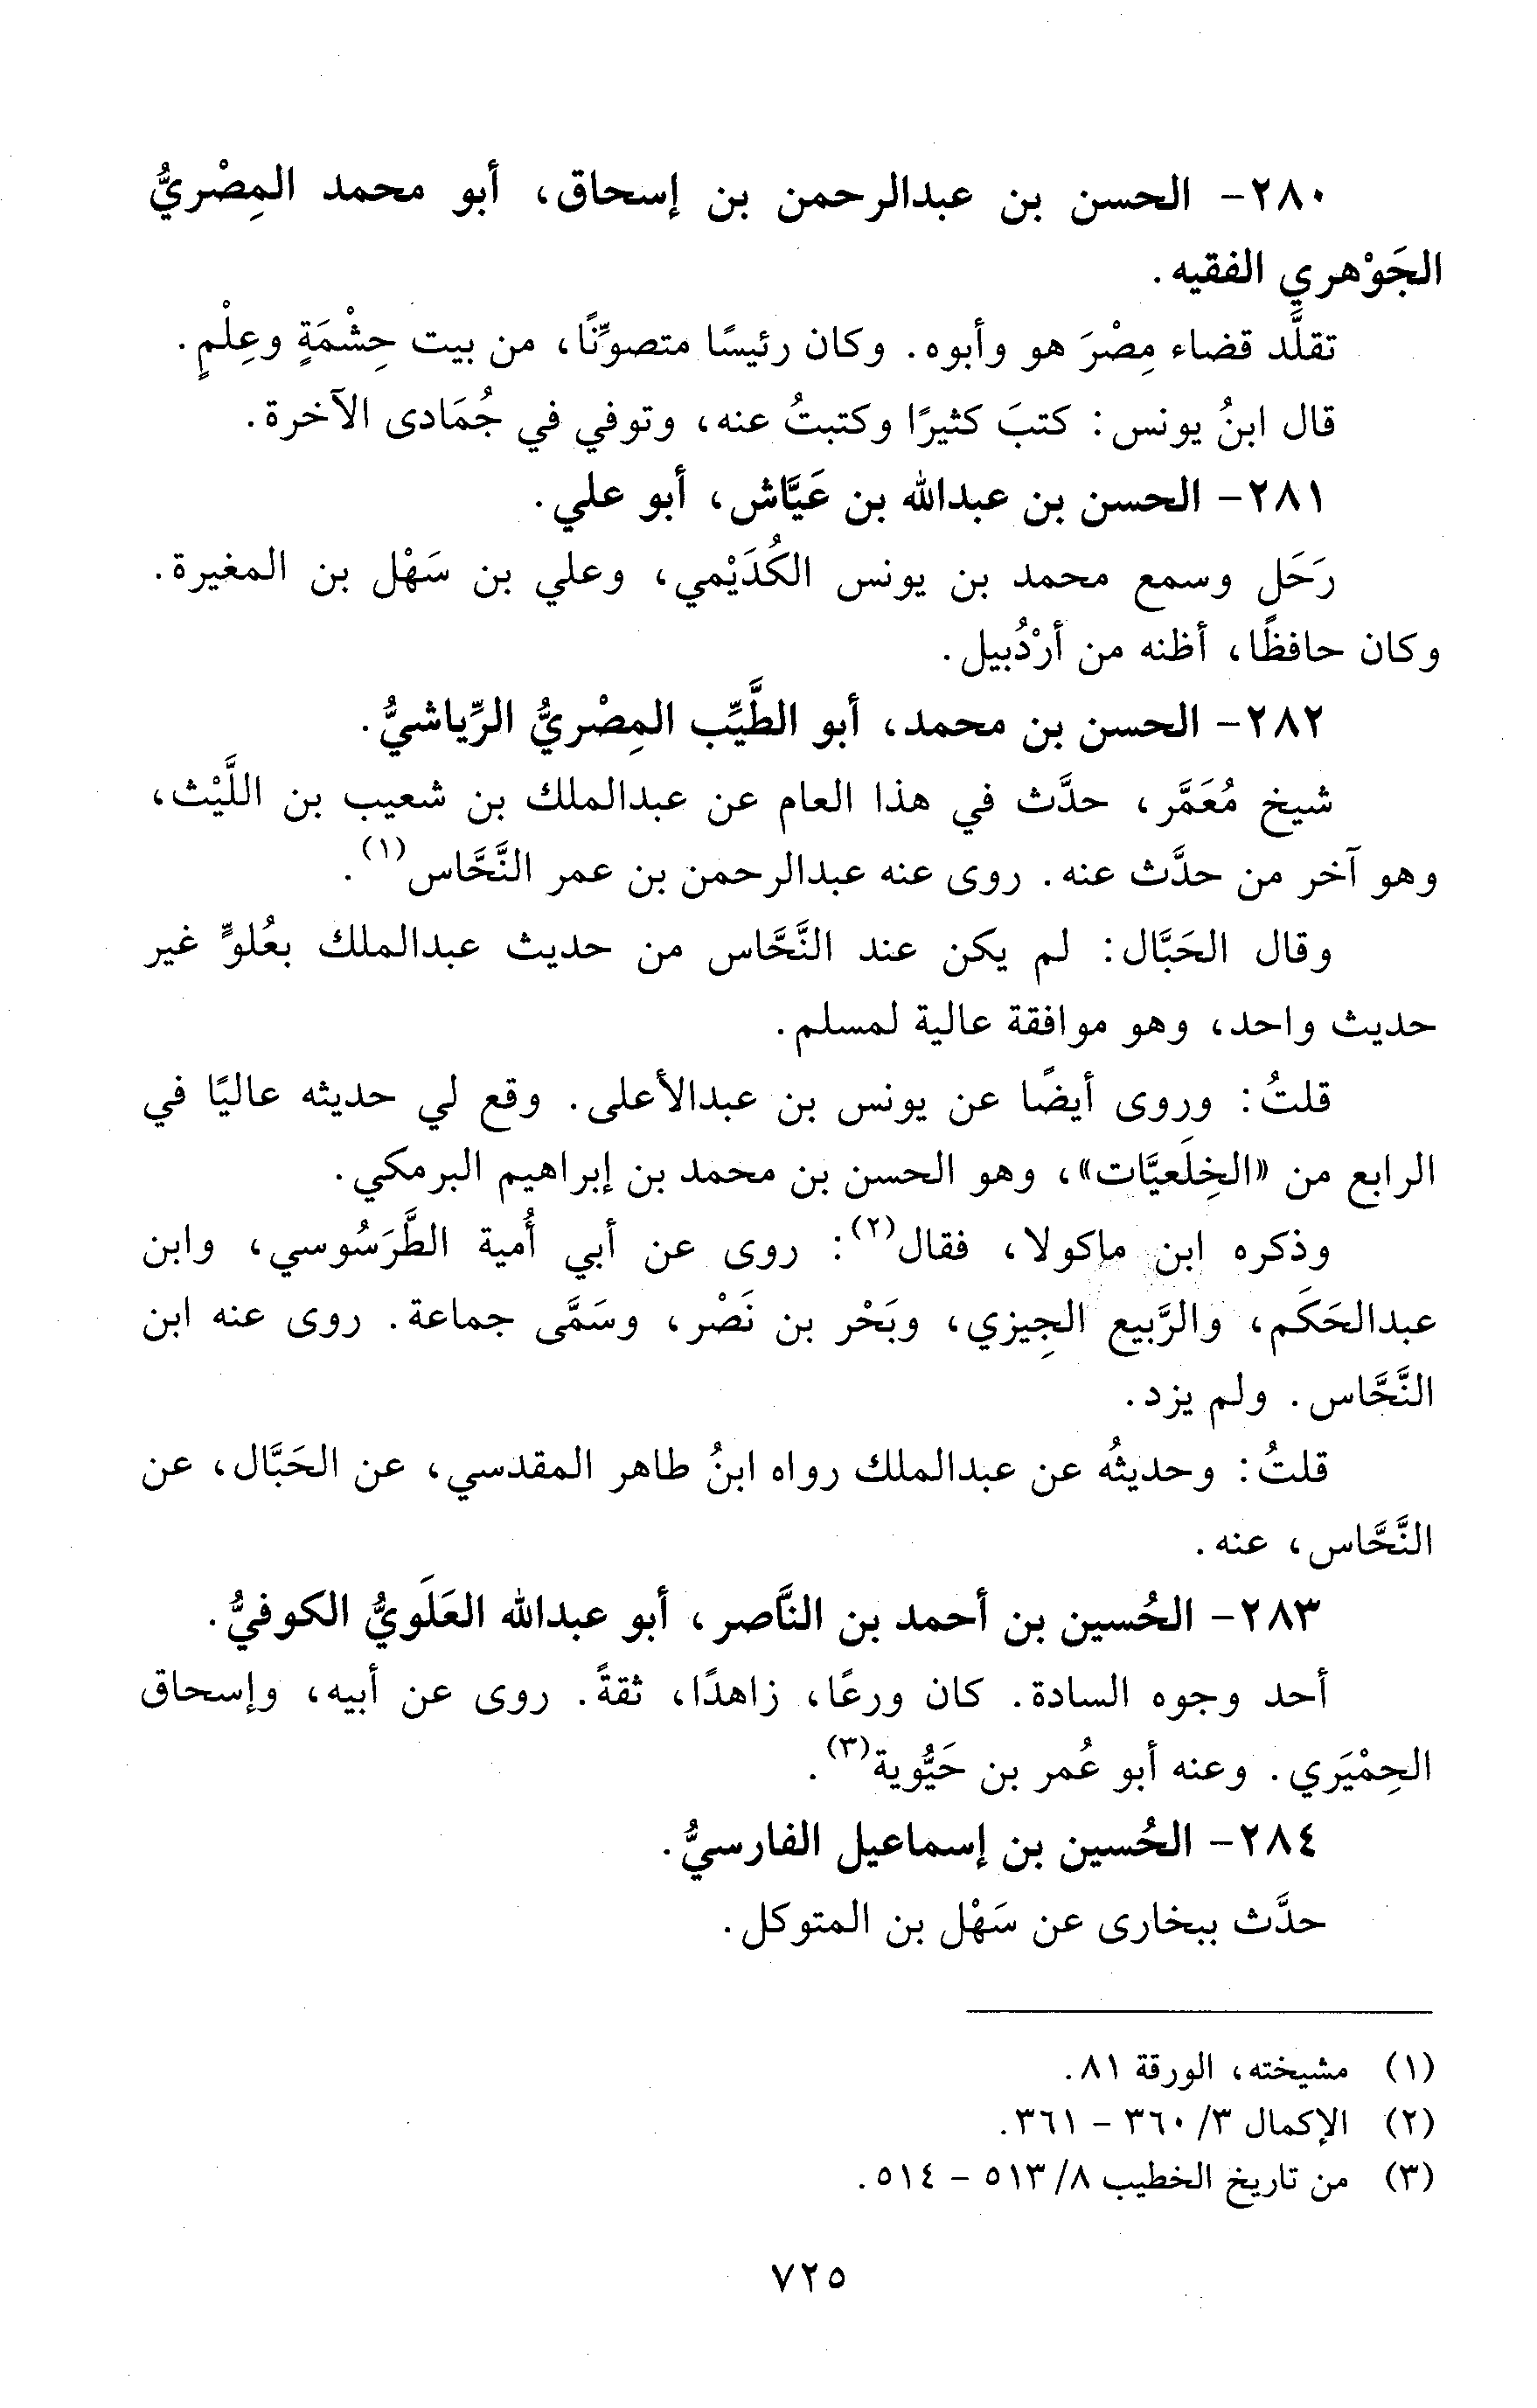 ٢٨٠- الحسن بن عبدالرحمن بن إسحاق، أبو محمد المِصْريُّ
الجَوْهري الفقيه.
تقلَّد قضاء مِصْرَ هو وأبوه. وكان رئيسًا متصوِّنًا، من بيت حِشْمَةٍ وعِلْمٍ.
قال ابنُ يونس: كتبَ كثيرًا وكتبتُ عنه، وتوفي في جُمَادى الآخرة.
٢٨١- الحسن بن عبدالله بن عَيَّاش، أبو علي.
رَحَل وسمع محمد بن يونس الكُدَيْمي، وعلي بن سَهْل بن المغيرة.
وكان حافظًا، أظنه من أرْدُبيل.
٢٨٢- الحسن بن محمد، أبو الطَّيِّب المِصْريُّ الرِّياشيُّ.
شيخ مُعَمَّر، حدَّث في هذا العام عن عبدالملك بن شعيب بن اللَّيْث،
وهو آخر من حدَّث عنه. روى عنه عبدالرحمن بن عمر النَّحَّاس(١).
وقال الحَبَّال: لم يكن عند النَّحَّاس من حديث عبدالملك بعُلوٍّ غير
حديث واحد، وهو موافقة عالية لمسلم.
قلتُ: وروى أيضًا عن يونس بن عبدالأعلى. وقع لي حديثه عاليًا في
الرابع من «الخِلَعيَّات»، وهو الحسن بن محمد بن إبراهيم البرمكي.
وذكره ابن ماكولا، فقال(٢): روى عن أبي أُمية الطَّرَسُوسي، وابن
عبدالحَكَم، والرَّبيع الجِيزي، وبَحْر بن نَصْر، وسَمَّى جماعة. روى عنه ابن
النَّحَّاس. ولم يزد.
قلتُ: وحديثُه عن عبدالملك رواه ابنُ طاهر المقدسي، عن الحَبَّال، عن
النَّحَّاس، عنه.
٢٨٣- الحُسين بن أحمد بن النَّاصر، أبو عبدالله العَلَويُّ الكوفيُّ.
أحد وجوه السادة. كان ورعًا، زاهدًا، ثقةً. روى عن أبيه، وإسحاق
الحِمْيَري. وعنه أبو عُمر بن حَيُّوية(٣).
٢٨٤- الحُسين بن إسماعيل الفارسيُّ.
حدَّث ببخارى عن سَهْل بن المتوكل.
(١) مشيخته، الورقة ٨١.
(٢) الإكمال ٣/ ٣٦٠ - ٣٦١.
(٣) من تاريخ الخطيب ٨/ ٥١٣ - ٥١٤.
٧٢٥